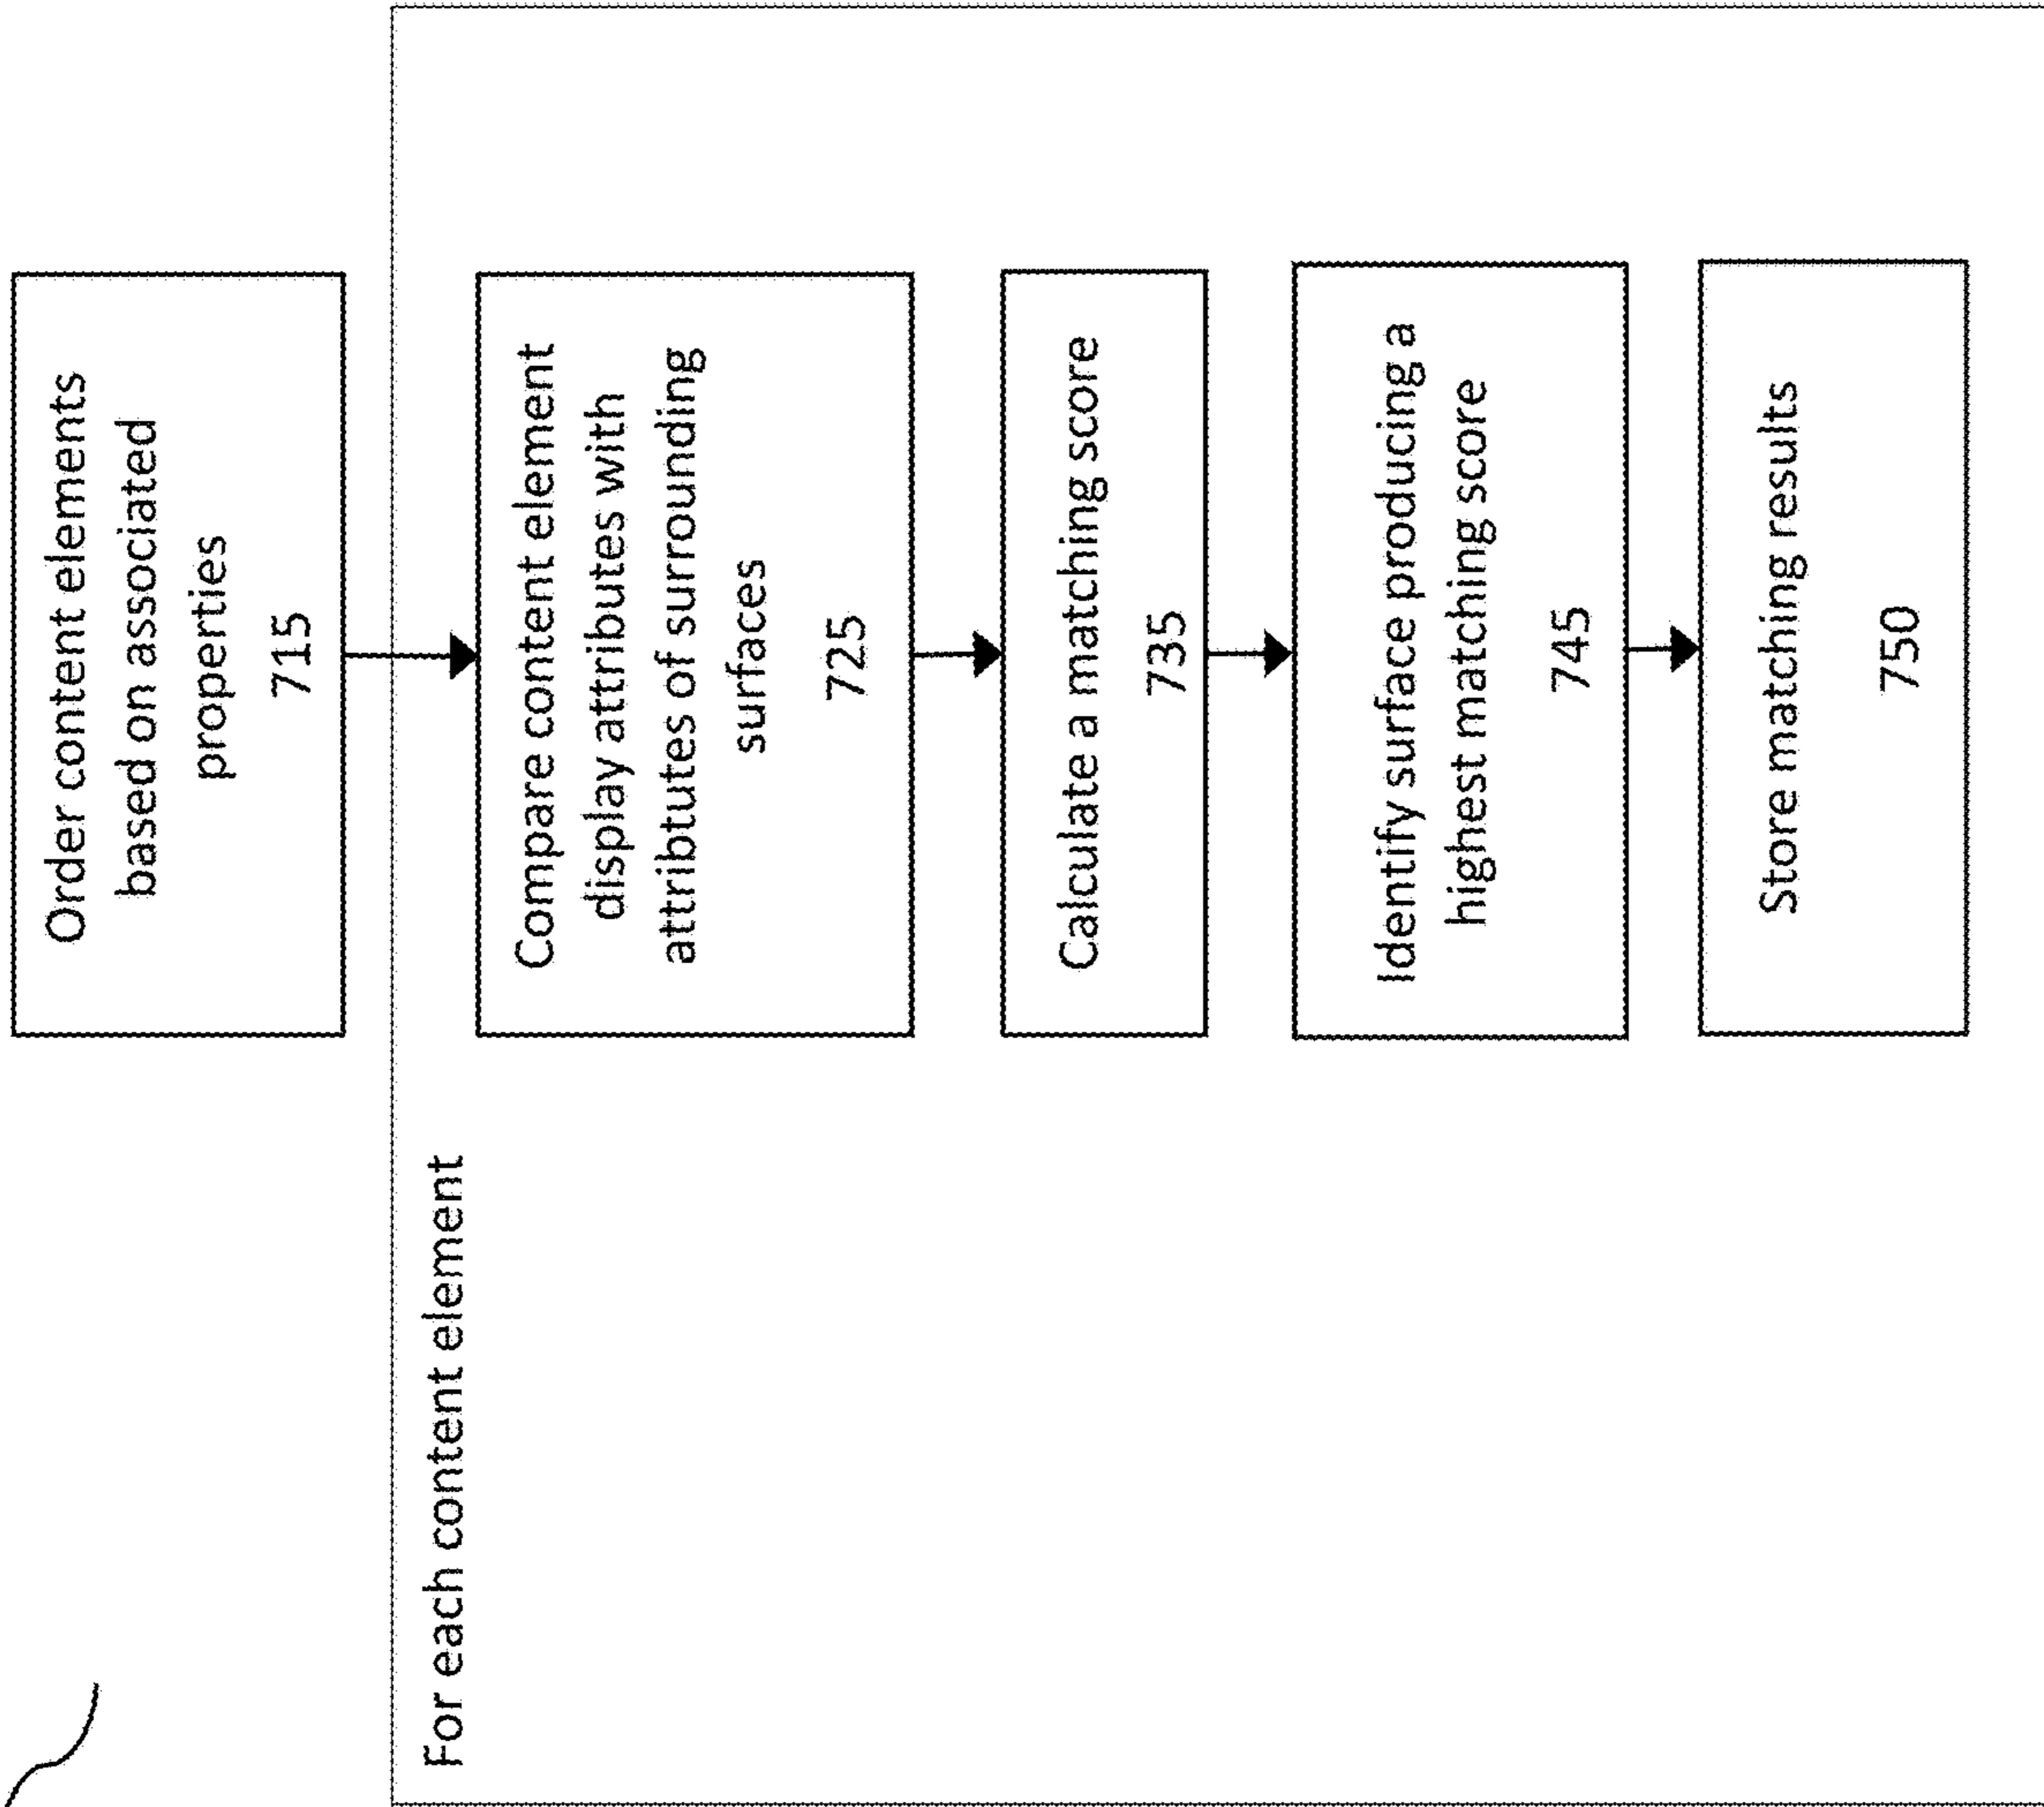 Order content elements
based on associated
properties
715
For each content element
Compare content element
display attributes with
attribtutes of surrounding
surfaces
725
Calculate a matching score
735
Identify surface producing a
highest matching score
745
Store matching results
750